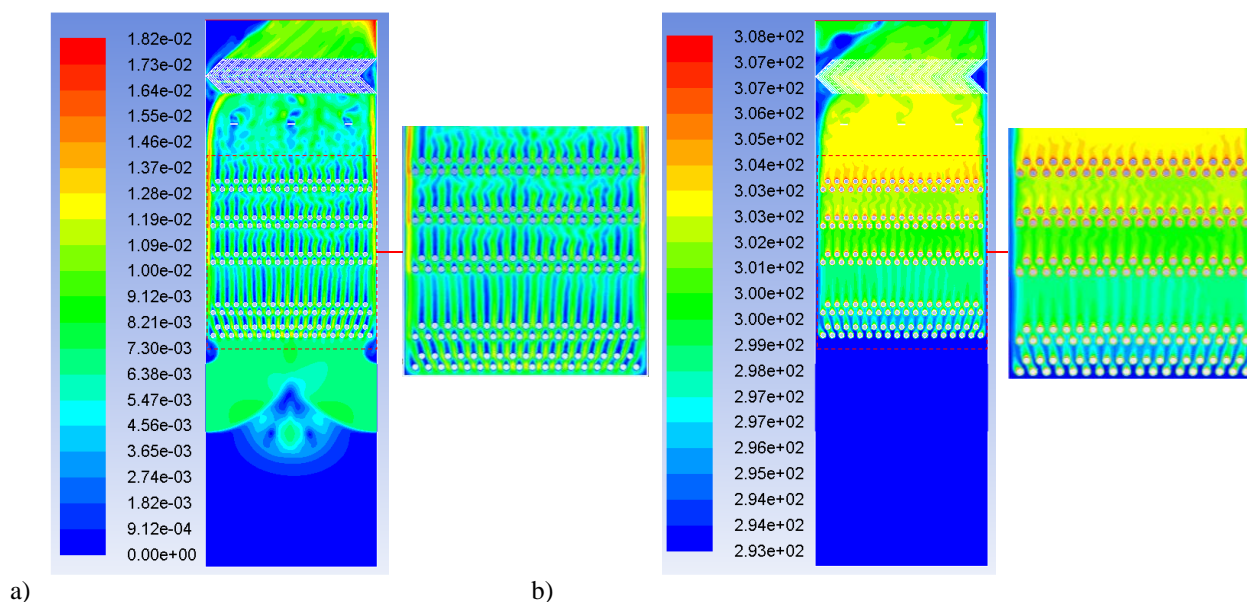 1.82e-02
1.73e-02
1.64e-02
1.55e-02
1.46e-02
1.37e-02
1.28e-02
1.19e-02
1.09e-02
1.00e-02
9.12e-03
8.21e-03
7.30e-03
6.38e-03
5.47e-03
4.56e-03
3.65e-03
2.74e-03
1.82e-03
9.12e-04
0.00e+00
a)
3.08e+02
3.07e+02
3.07e+02
3.06e+02
3.05e+02
3.04e+02
3.03e+02
3.03e+02
3.02e+02
3.01e+02
3.00e+02
3.00e+02
2.99e+02
2.98e+02
2.97e+02
2.97e+02
2.96e+02
2.95e+02
2.94e+02
2.94e+02
2.93e+02
b)